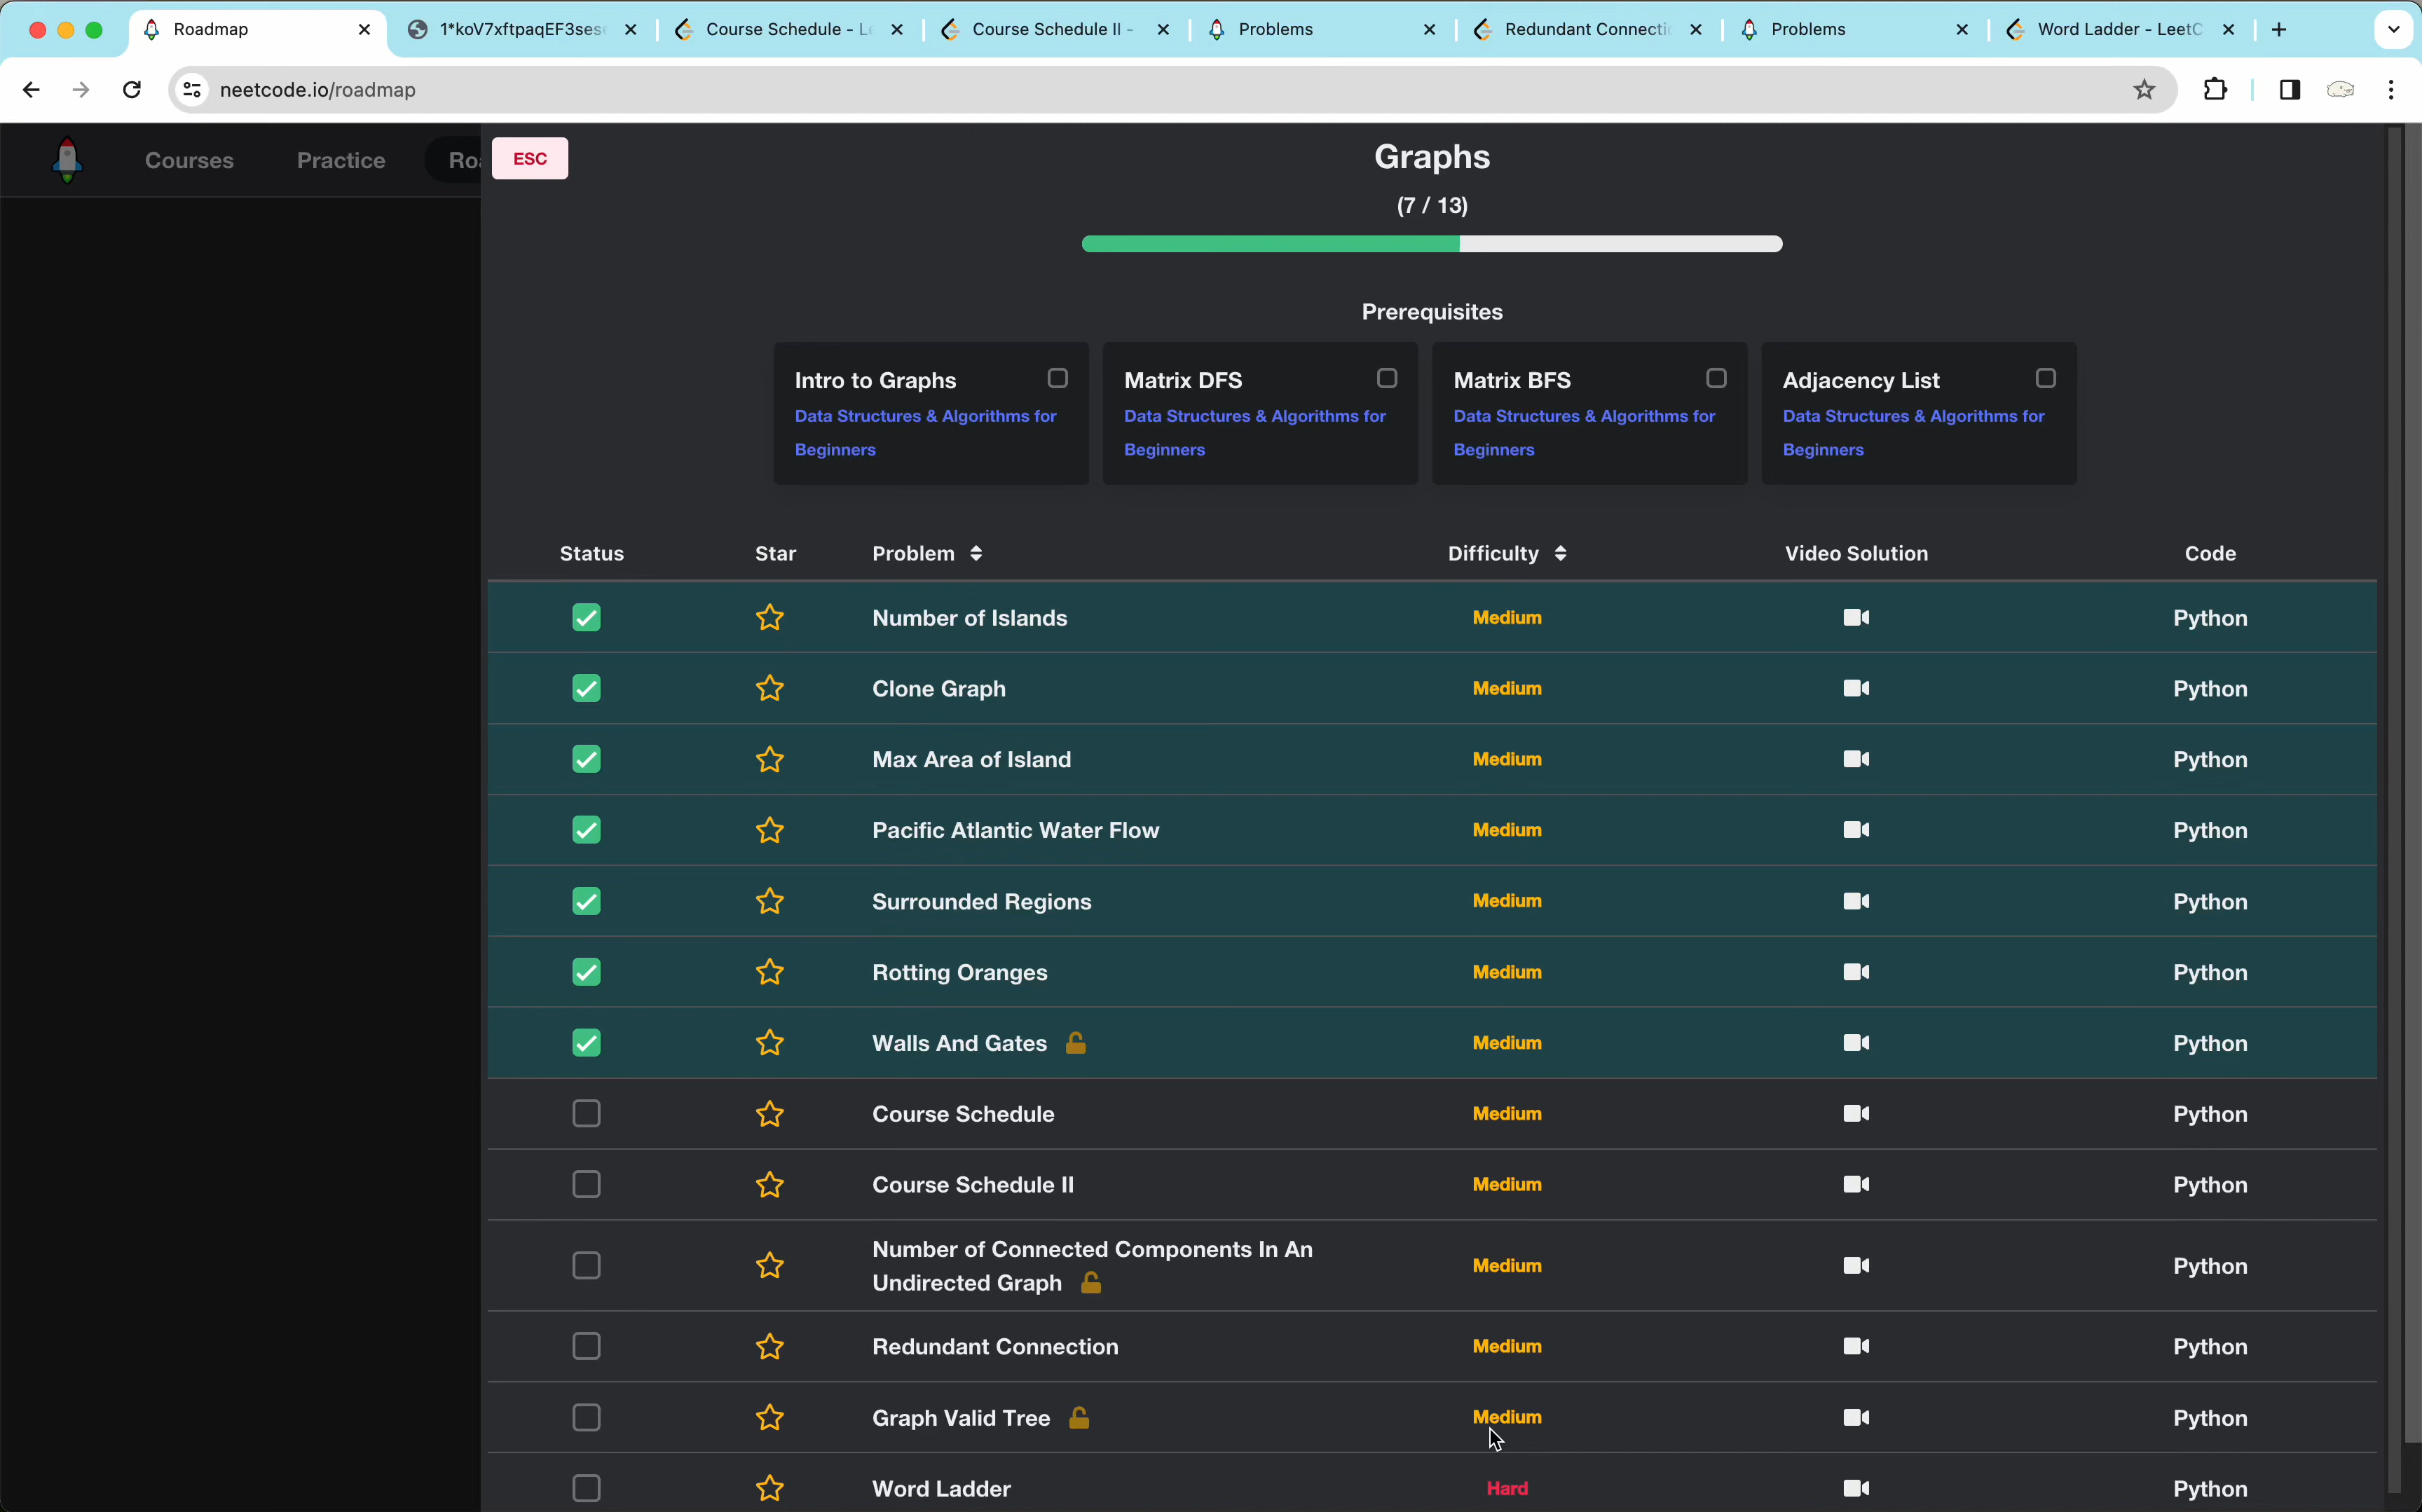 Roadmap
1*koV7xftpaqEF3sese
Course Schedule - Le
Course Schedule II -
Problems
Redundant Connectio
Problems
Word Ladder - LeetC
neetcode.io/roadmap
Courses
Practice
Roa
ESC
Graphs
(7 / 13)
Prerequisites
Intro to Graphs
Data Structures & Algorithms for
Beginners
Matrix DFS
Data Structures & Algorithms for
Beginners
Matrix BFS
Data Structures & Algorithms for
Beginners
Adjacency List
Data Structures & Algorithms for
Beginners
Status Star Problem Difficulty Video Solution Code
Number of Islands Medium Python
Clone Graph Medium Python
Max Area of Island Medium Python
Pacific Atlantic Water Flow Medium Python
Surrounded Regions Medium Python
Rotting Oranges Medium Python
Walls And Gates Medium Python
Course Schedule Medium Python
Course Schedule II Medium Python
Number of Connected Components In An
Undirected Graph Medium Python
Redundant Connection Medium Python
Graph Valid Tree Medium Python
Word Ladder Hard Python